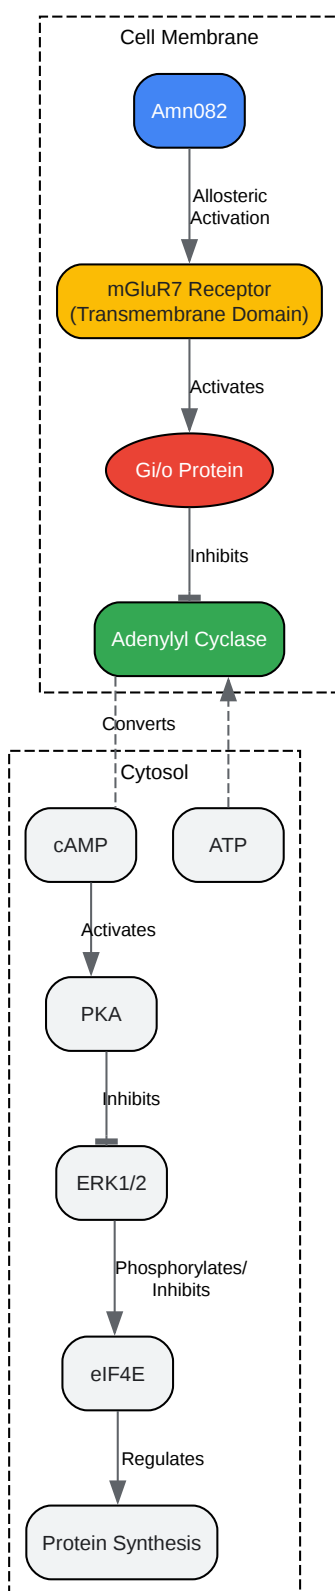 Cell Membrane
Amn082
Allosteric
Activation
mGluR7 Receptor
(Transmembrane Domain)
Activates
Gi/o Protein
Inhibits
Adenylyl Cyclase
Converts
Cytosol
cAMP
ATP
Activates
PKA
Inhibits
ERK1/2
Phosphorylates/
Inhibits
eIF4E
Regulates
Protein Synthesis